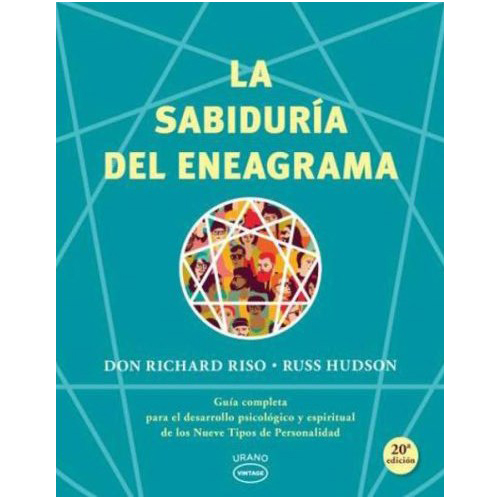 LA
SABIDURÍA
DEL ENEAGRAMA
DON RICHARD RISO • RUSS HUDSON
Guía completa
para el desarrollo psicológico y espiritual
de los Nueve Tipos de Personalidad
20ª
edición
URANO
VINTAGE